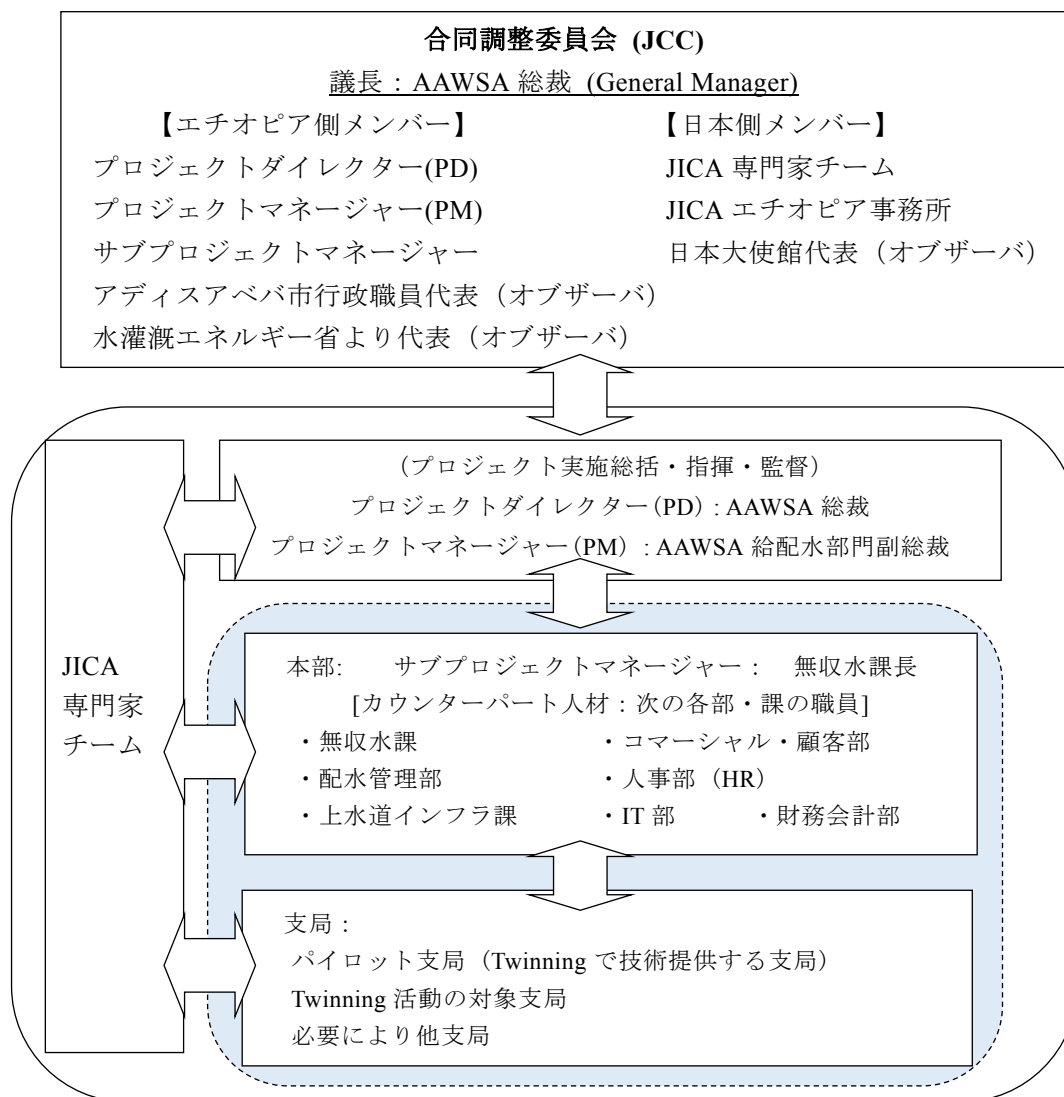 合同調整委員会 (JCC)
議長：AAWSA 総裁 (General Manager)
【エチオピア側メンバー】 【日本側メンバー】
プロジェクトダイレクター(PD) JICA 専門家チーム
プロジェクトマネージャー(PM) JICA エチオピア事務所
サブプロジェクトマネージャー 日本大使館代表（オブザーバ）
アディスアベバ市行政職員代表（オブザーバ）
水灌漑エネルギー省より代表（オブザーバ）
（プロジェクト実施総括・指揮・監督）
プロジェクトダイレクター（PD）: AAWSA 総裁
プロジェクトマネージャー（PM）: AAWSA 給配水部門副総裁
JICA
専門家
チーム
本部: サブプロジェクトマネージャー： 無収水課長
[カウンターパート人材：次の各部・課の職員]
・無収水課 ・コマーシャル・顧客部
・配水管理部 ・人事部（HR）
・上水道インフラ課 ・IT 部 ・財務会計部
支局：
パイロット支局（Twinning で技術提供する支局）
Twinning 活動の対象支局
必要により他支局